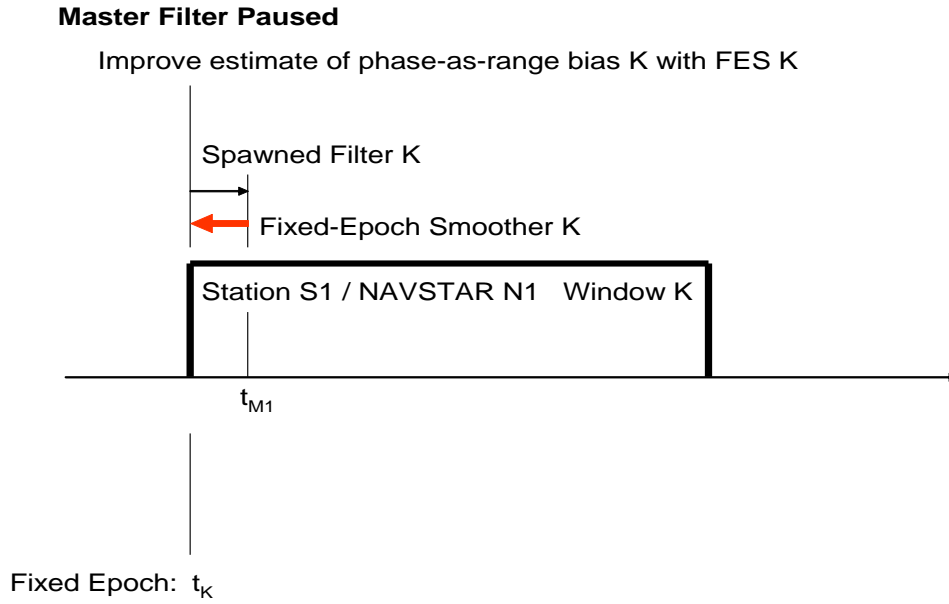 Master Filter Paused
Improve estimate of phase-as-range bias K with FES K
Spawned Filter K
Fixed-Epoch Smoother K
Station S1 / NAVSTAR N1 Window K
tM1
Fixed Epoch: tK